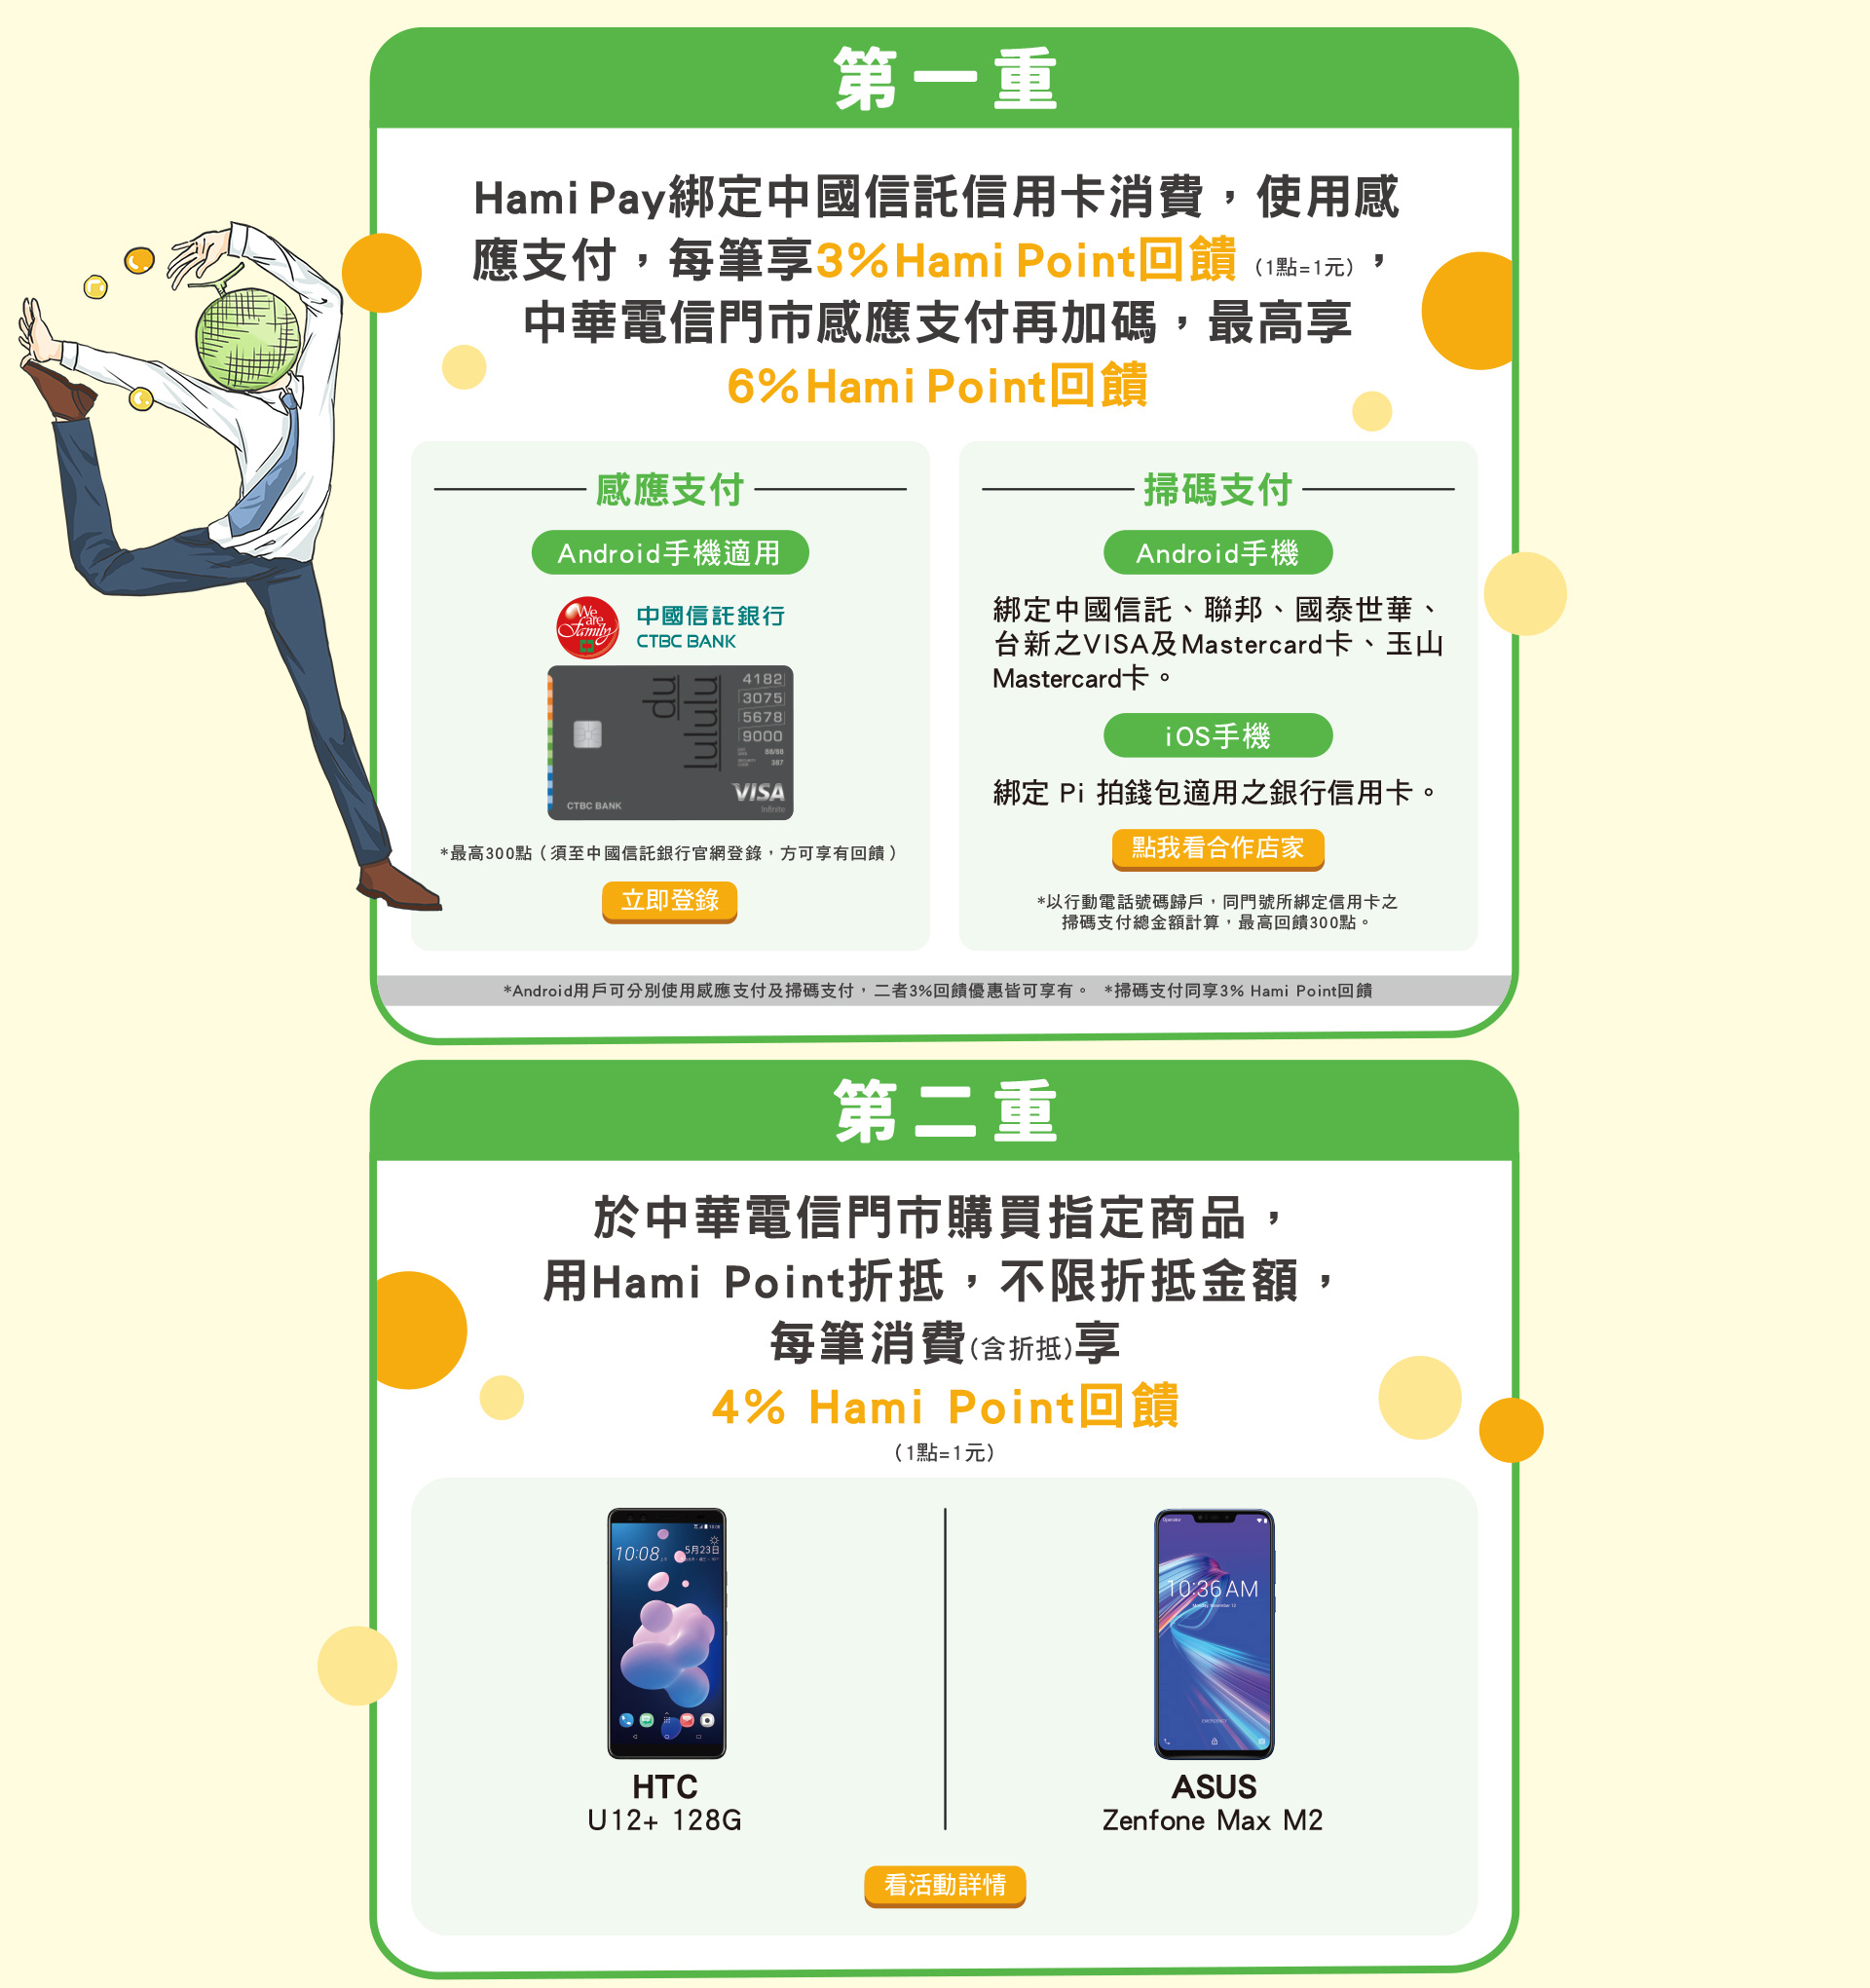 第一重
Hami Pay綁定中國信託信用卡消費，使用感
應支付，每筆享3%Hami Point回饋（1點=1元），
中華電信門市感應支付再加碼，最高享
6%Hami Point回饋
感應支付
Android手機適用
We care Family
中國信託銀行
CTBC BANK
du lululu
4182
3075
5678
9000
88/88
387
VISA
Infinite
CTBC BANK
*最高300點（須至中國信託銀行官網登錄，方可享有回饋）
立即登錄
掃碼支付
Android手機
綁定中國信託、聯邦、國泰世華、
台新之VISA及Mastercard卡、玉山
Mastercard卡。
iOS手機
綁定 Pi 拍錢包適用之銀行信用卡。
點我看合作店家
*以行動電話號碼歸戶，同門號所綁定信用卡之
掃碼支付總金額計算，最高回饋300點。
*Android用戶可分別使用感應支付及掃碼支付，二者3%回饋優惠皆可享有。 *掃碼支付同享3% Hami Point回饋
第二重
於中華電信門市購買指定商品，
用Hami Point折抵，不限折抵金額，
每筆消費(含折抵)享
4% Hami Point回饋
（1點=1元）
10:08
5月23日
HTC
U12+ 128G
Operator
10:36 AM
Monday, November 12
EMERGENCY
ASUS
Zenfone Max M2
看活動詳情